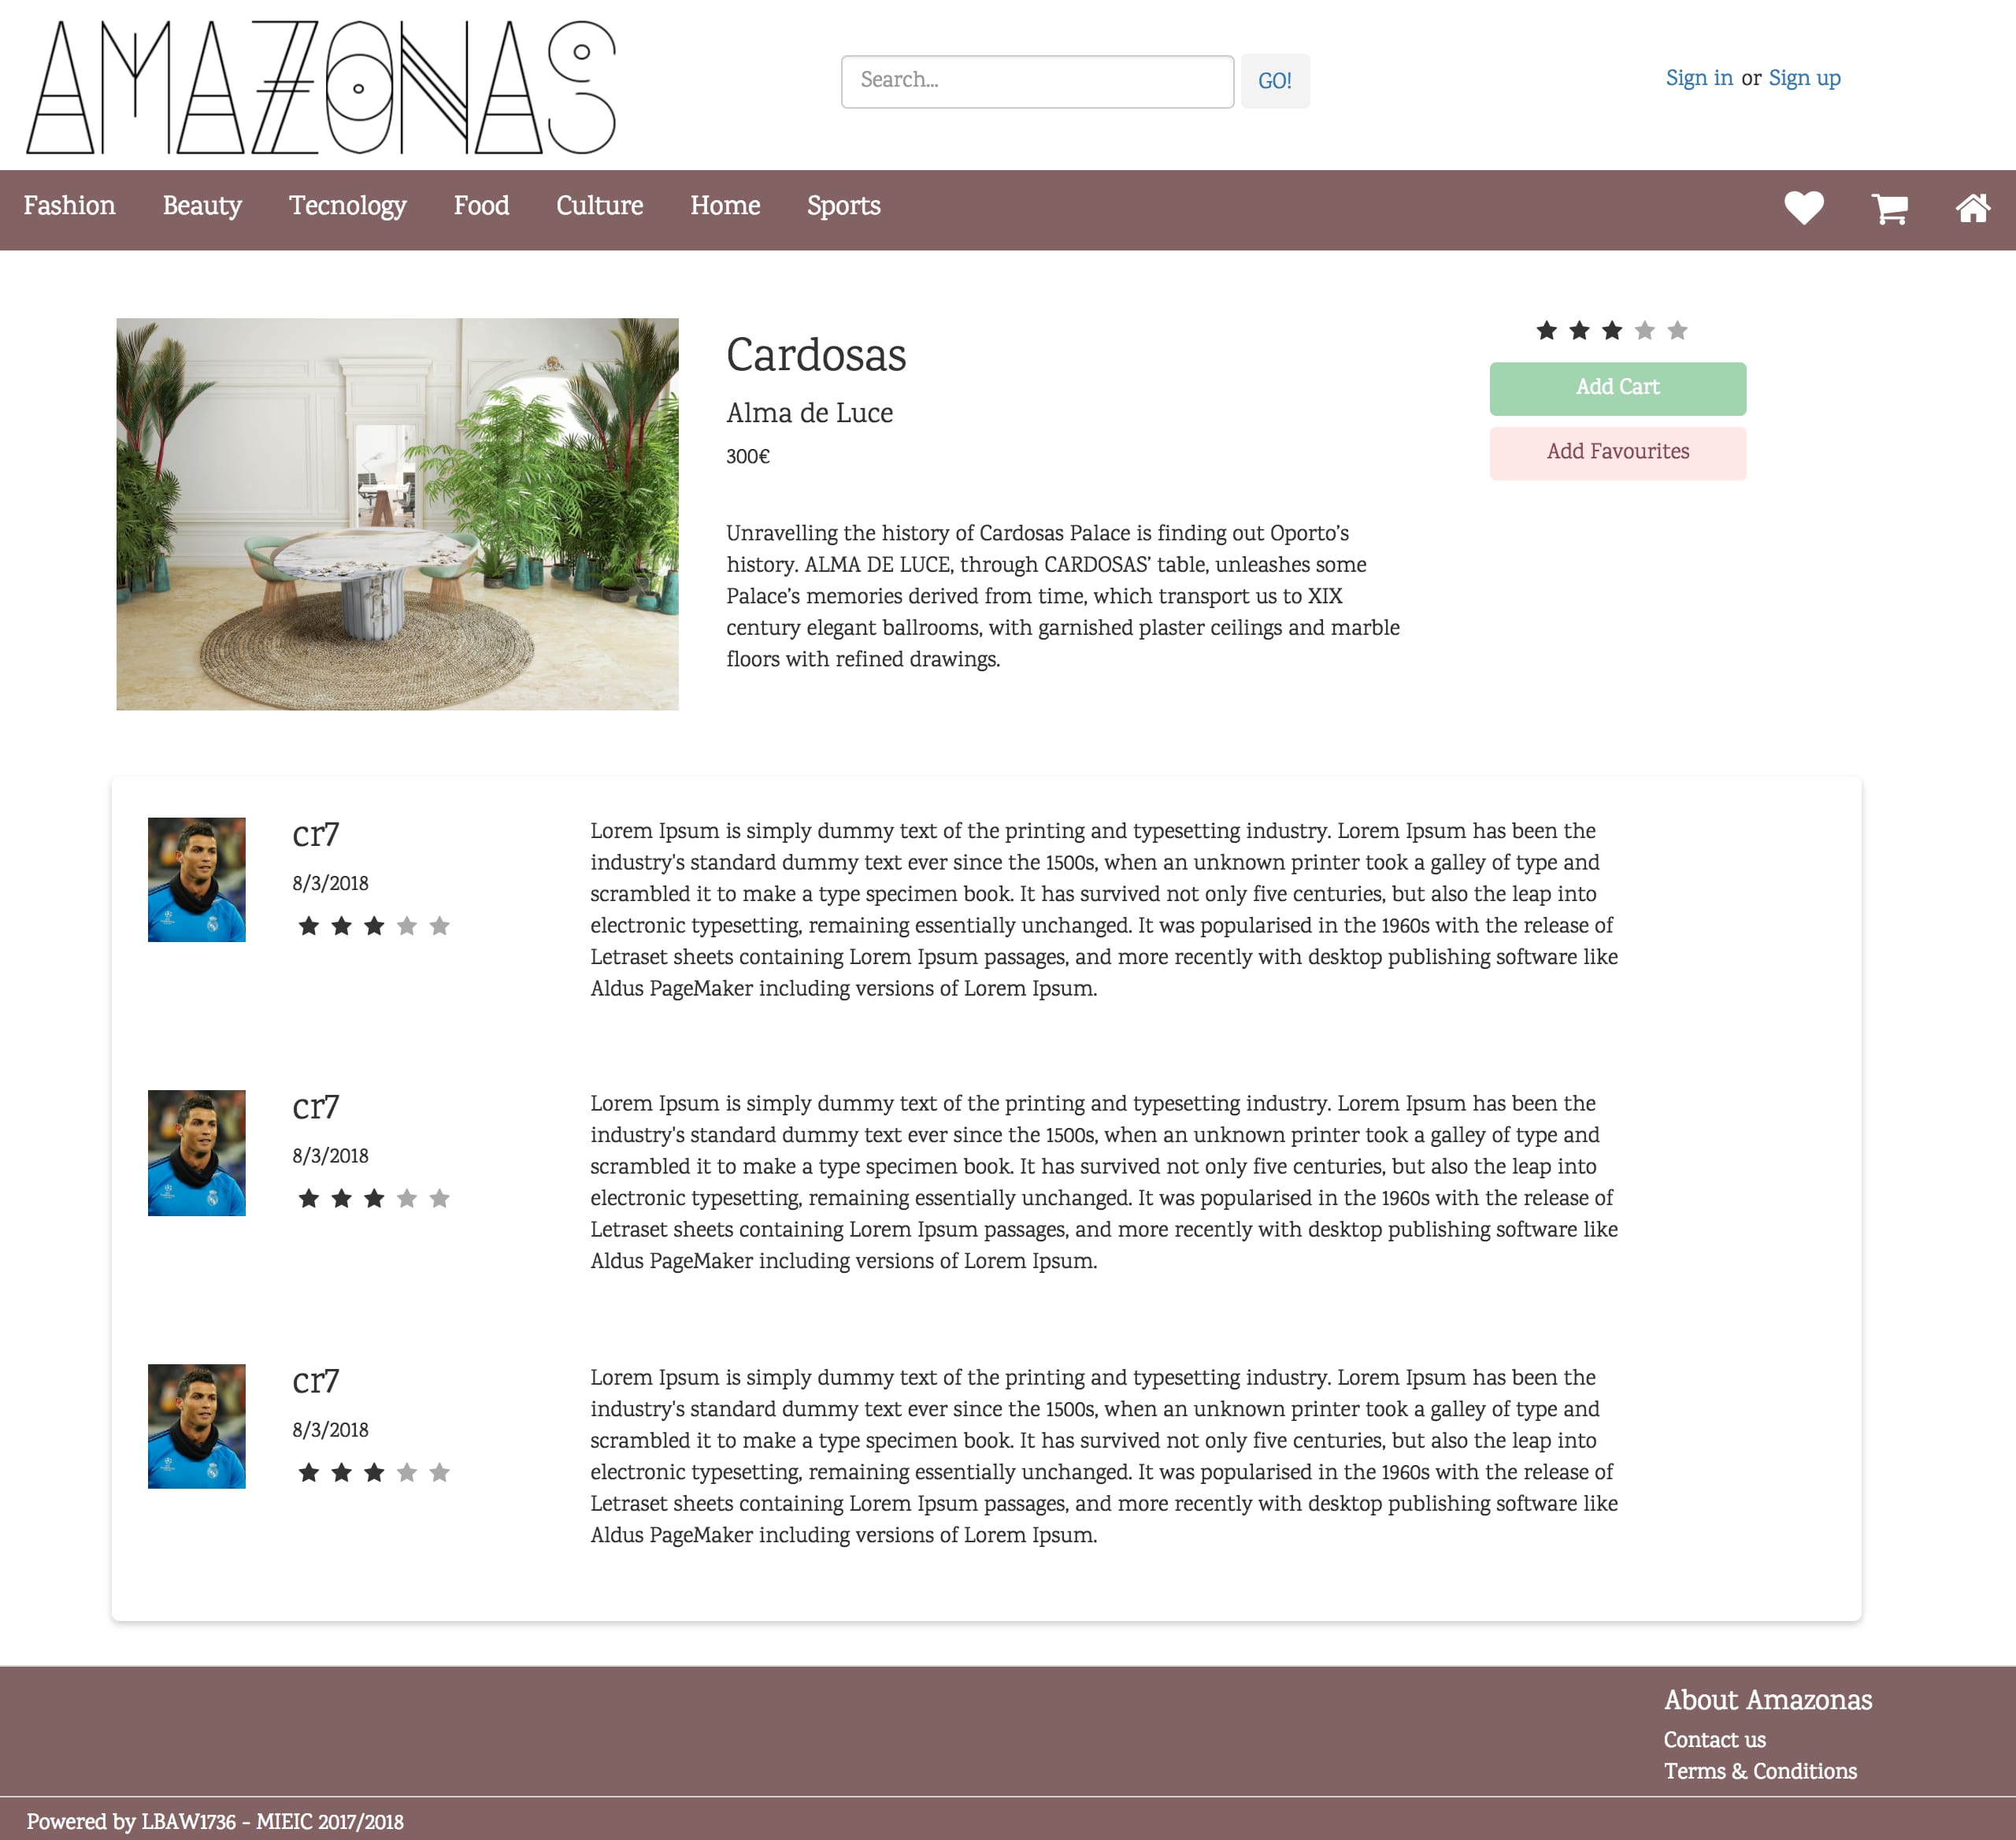 AMAZONAS
Search...
GO!
Sign in or Sign up
Fashion Beauty Tecnology Food Culture Home Sports
Cardosas
Alma de Luce
300€
Unravelling the history of Cardosas Palace is finding out Oporto’s
history. ALMA DE LUCE, through CARDOSAS’ table, unleashes some
Palace’s memories derived from time, which transport us to XIX
century elegant ballrooms, with garnished plaster ceilings and marble
floors with refined drawings.
Add Cart
Add Favourites
cr7
8/3/2018
Lorem Ipsum is simply dummy text of the printing and typesetting industry. Lorem Ipsum has been the
industry's standard dummy text ever since the 1500s, when an unknown printer took a galley of type and
scrambled it to make a type specimen book. It has survived not only five centuries, but also the leap into
electronic typesetting, remaining essentially unchanged. It was popularised in the 1960s with the release of
Letraset sheets containing Lorem Ipsum passages, and more recently with desktop publishing software like
Aldus PageMaker including versions of Lorem Ipsum.
cr7
8/3/2018
Lorem Ipsum is simply dummy text of the printing and typesetting industry. Lorem Ipsum has been the
industry's standard dummy text ever since the 1500s, when an unknown printer took a galley of type and
scrambled it to make a type specimen book. It has survived not only five centuries, but also the leap into
electronic typesetting, remaining essentially unchanged. It was popularised in the 1960s with the release of
Letraset sheets containing Lorem Ipsum passages, and more recently with desktop publishing software like
Aldus PageMaker including versions of Lorem Ipsum.
cr7
8/3/2018
Lorem Ipsum is simply dummy text of the printing and typesetting industry. Lorem Ipsum has been the
industry's standard dummy text ever since the 1500s, when an unknown printer took a galley of type and
scrambled it to make a type specimen book. It has survived not only five centuries, but also the leap into
electronic typesetting, remaining essentially unchanged. It was popularised in the 1960s with the release of
Letraset sheets containing Lorem Ipsum passages, and more recently with desktop publishing software like
Aldus PageMaker including versions of Lorem Ipsum.
About Amazonas
Contact us
Terms & Conditions
Powered by LBAW1736 - MIEIC 2017/2018